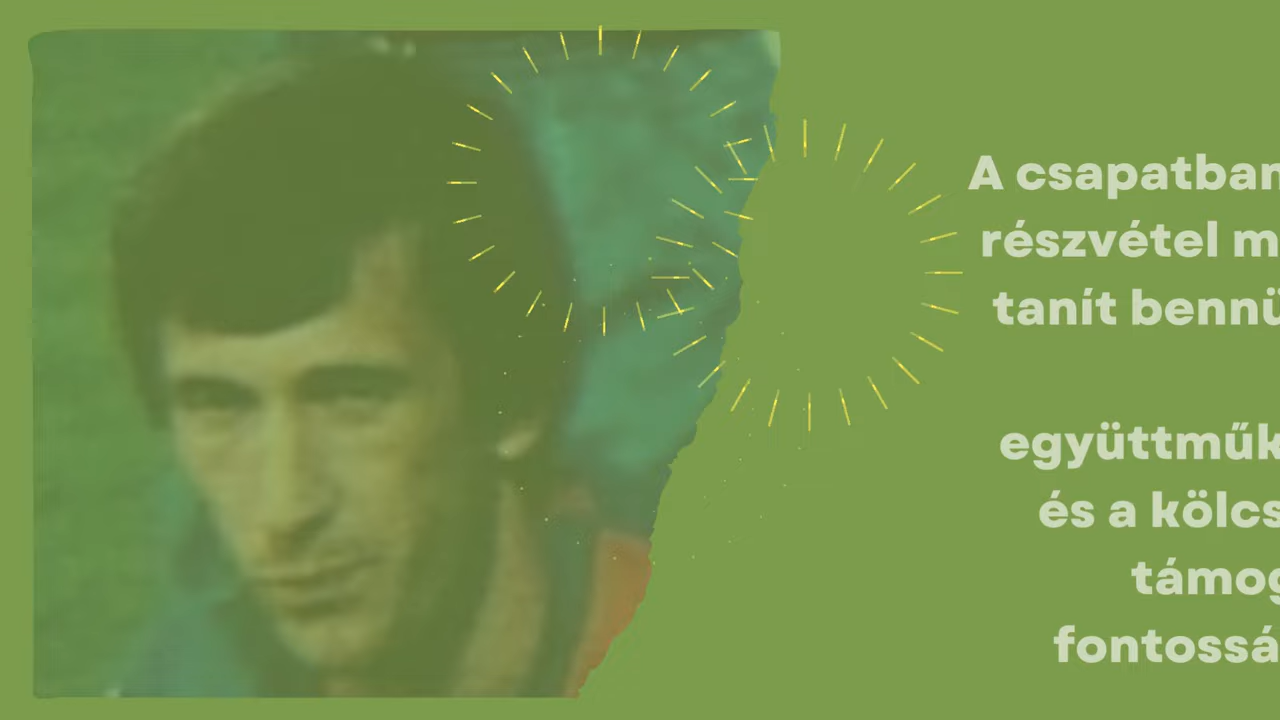 A csapatban
részvétel m
tanít bennü
együttműk
és a kölcs
támog
fontossá